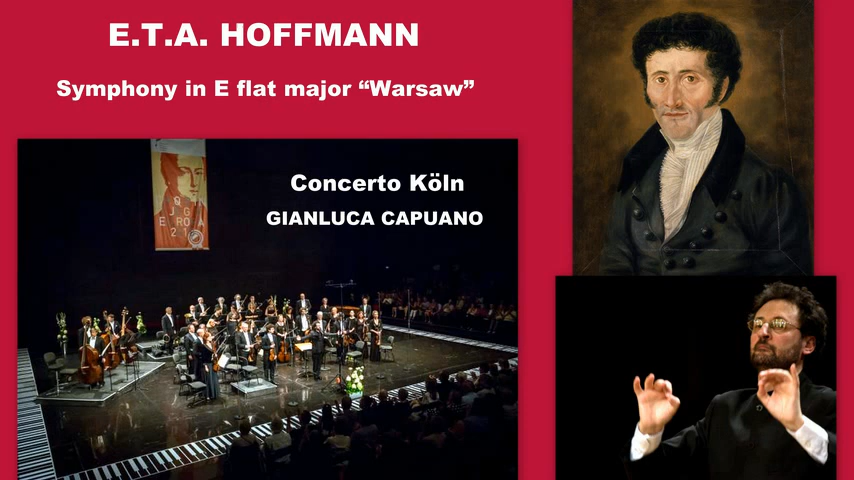 E.T.A. HOFFMANN
Symphony in E flat major “Warsaw”
Concerto Köln
GIANLUCA CAPUANO